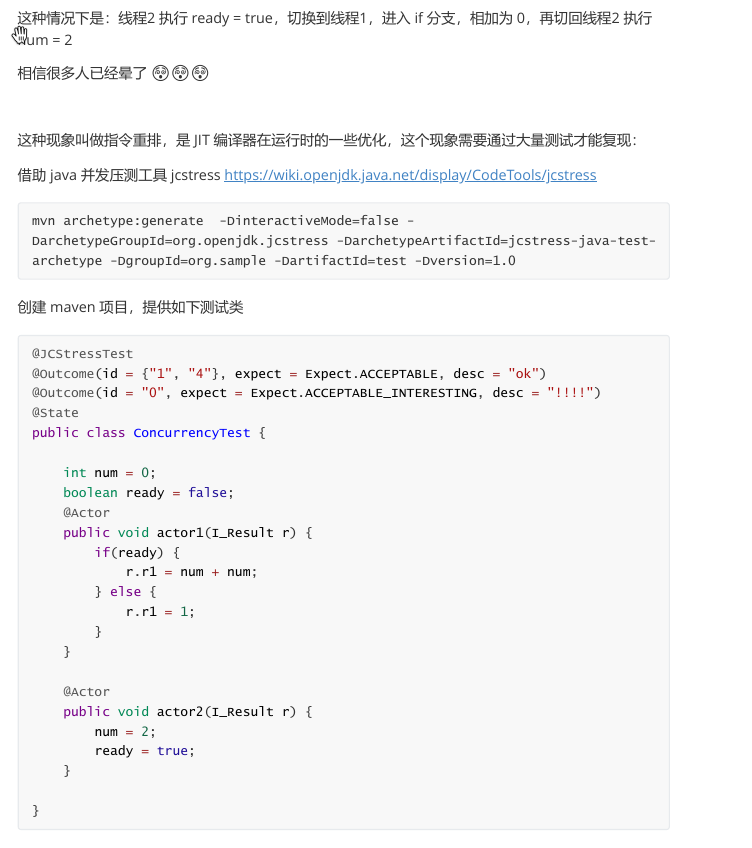 这种情况下是：线程2 执行 ready = true，切换到线程1，进入 if 分支，相加为 0，再切回线程2 执行
num = 2
相信很多人已经晕了 😵😵😵
这种现象叫做指令重排，是 JIT 编译器在运行时的一些优化，这个现象需要通过大量测试才能复现：
借助 java 并发压测工具 jcstress https://wiki.openjdk.java.net/display/CodeTools/jcstress
mvn archetype:generate  -DinteractiveMode=false -
DarchetypeGroupId=org.openjdk.jcstress -DarchetypeArtifactId=jcstress-java-test-
archetype -DgroupId=org.sample -DartifactId=test -Dversion=1.0
创建 maven 项目，提供如下测试类
@JCStressTest
@Outcome(id = {"1", "4"}, expect = Expect.ACCEPTABLE, desc = "ok")
@Outcome(id = "0", expect = Expect.ACCEPTABLE_INTERESTING, desc = "!!!!")
@State
public class ConcurrencyTest {
    int num = 0;
    boolean ready = false;
    @Actor
    public void actor1(I_Result r) {
        if(ready) {
            r.r1 = num + num;
        } else {
            r.r1 = 1;
        }
    }
    @Actor
    public void actor2(I_Result r) {
        num = 2;
        ready = true;
    }
}